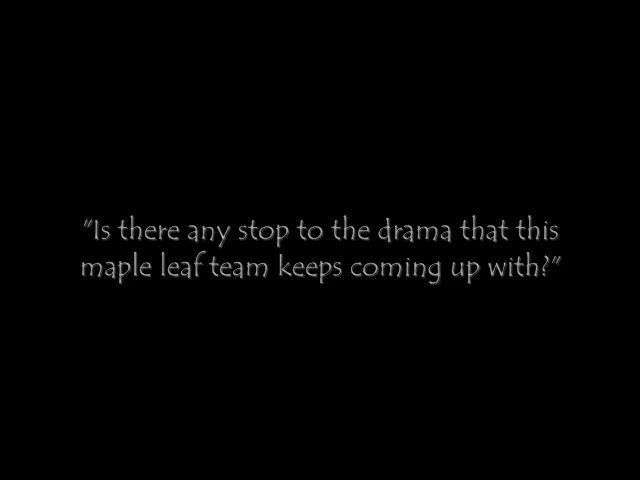 "Is there any stop to the drama that this
maple leaf team keeps coming up with?"